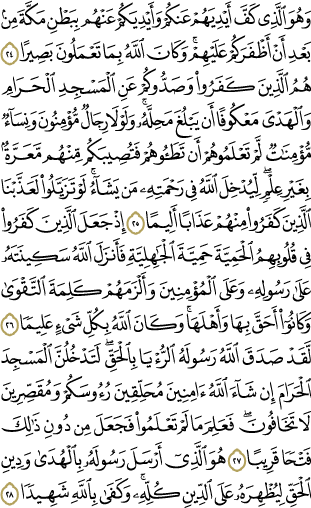 وَهُوَ ٱلَّذِى كَفَّ أَيْدِيَهُمْ عَنكُمْ وَأَيْدِيَكُمْ عَنْهُم بِبَطْنِ مَكَّةَ مِنۢ
بَعْدِ أَنْ أَظْفَرَكُمْ عَلَيْهِمْ ۚ وَكَانَ ٱللَّهُ بِمَا تَعْمَلُونَ بَصِيرًا ٢٤
هُمُ ٱلَّذِينَ كَفَرُوا۟ وَصَدُّوكُمْ عَنِ ٱلْمَسْجِدِ ٱلْحَرَامِ
وَٱلْهَدْىَ مَعْكُوفًا أَن يَبْلُغَ مَحِلَّهُۥ ۚ وَلَوْلَا رِجَالٌ مُّؤْمِنُونَ وَنِسَآءٌ
مُّؤْمِنَـٰتٌ لَّمْ تَعْلَمُوهُمْ أَن تَطَـُٔوهُمْ فَتُصِيبَكُم مِّنْهُم مَّعَرَّةٌۢ
بِغَيْرِ عِلْمٍ ۖ لِّيُدْخِلَ ٱللَّهُ فِى رَحْمَتِهِۦ مَن يَشَآءُ ۚ لَوْ تَزَيَّلُوا۟ لَعَذَّبْنَا
ٱلَّذِينَ كَفَرُوا۟ مِنْهُمْ عَذَابًا أَلِيمًا ٢٥ إِذْ جَعَلَ ٱلَّذِينَ كَفَرُوا۟
فِى قُلُوبِهِمُ ٱلْحَمِيَّةَ حَمِيَّةَ ٱلْجَـٰهِلِيَّةِ فَأَنزَلَ ٱللَّهُ سَكِينَتَهُۥ
عَلَىٰ رَسُولِهِۦ وَعَلَى ٱلْمُؤْمِنِينَ وَأَلْزَمَهُمْ كَلِمَةَ ٱلتَّقْوَىٰ
وَكَانُوٓا۟ أَحَقَّ بِهَا وَأَهْلَهَا ۚ وَكَانَ ٱللَّهُ بِكُلِّ شَىْءٍ عَلِيمًا ٢٦
لَّقَدْ صَدَقَ ٱللَّهُ رَسُولَهُ ٱلرُّءْيَا بِٱلْحَقِّ ۖ لَتَدْخُلُنَّ ٱلْمَسْجِدَ
ٱلْحَرَامَ إِن شَآءَ ٱللَّهُ ءَامِنِينَ مُحَلِّقِينَ رُءُوسَكُمْ وَمُقَصِّرِينَ
لَا تَخَافُونَ ۖ فَعَلِمَ مَا لَمْ تَعْلَمُوا۟ فَجَعَلَ مِن دُونِ ذَٰلِكَ
فَتْحًا قَرِيبًا ٢٧ هُوَ ٱلَّذِىٓ أَرْسَلَ رَسُولَهُۥ بِٱلْهُدَىٰ وَدِينِ
ٱلْحَقِّ لِيُظْهِرَهُۥ عَلَى ٱلدِّينِ كُلِّهِۦ ۚ وَكَفَىٰ بِٱللَّهِ شَهِيدًا ٢٨